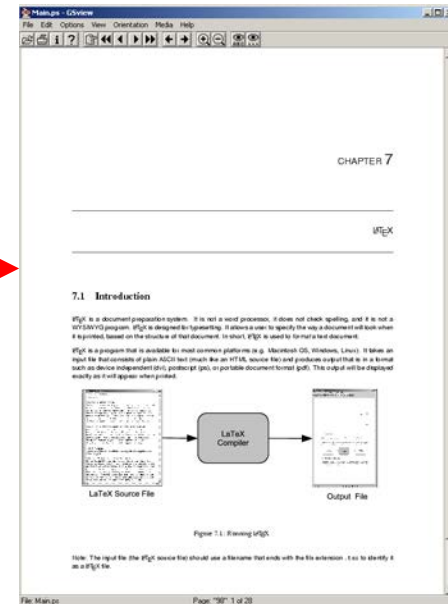 Main.ps - GSview
File Edit Options View Orientation Media Help
CHAPTER 7
LATEX
7.1 Introduction
LATEX is a document preparation system. It is not a word processor, it does not check spelling, and it is not a
WYSIWYG program. LATEX is designed for typesetting. It allows a user to specify the way a document will look when
it is printed, based on the structure of that document. In short, LATEX is used to format a text document.
LATEX is a program that is available for most common platforms (e.g. Macintosh OS, Windows, Linux). It takes an
input file that consists of plain ASCII text (much like an HTML source file) and produces output that is in a format
such as device independent (dvi), postscript (ps), or portable document format (pdf). This output will be displayed
exactly as it will appear when printed.
LaTeX
Compiler
LaTeX Source File
Output File
Figure 7.1: Running LATEX
Note: The input file (the LATEX source file) should use a filename that ends with the file extension .tex to identify it
as a LATEX file.
File: Main.ps
Page: "98" 1 of 28